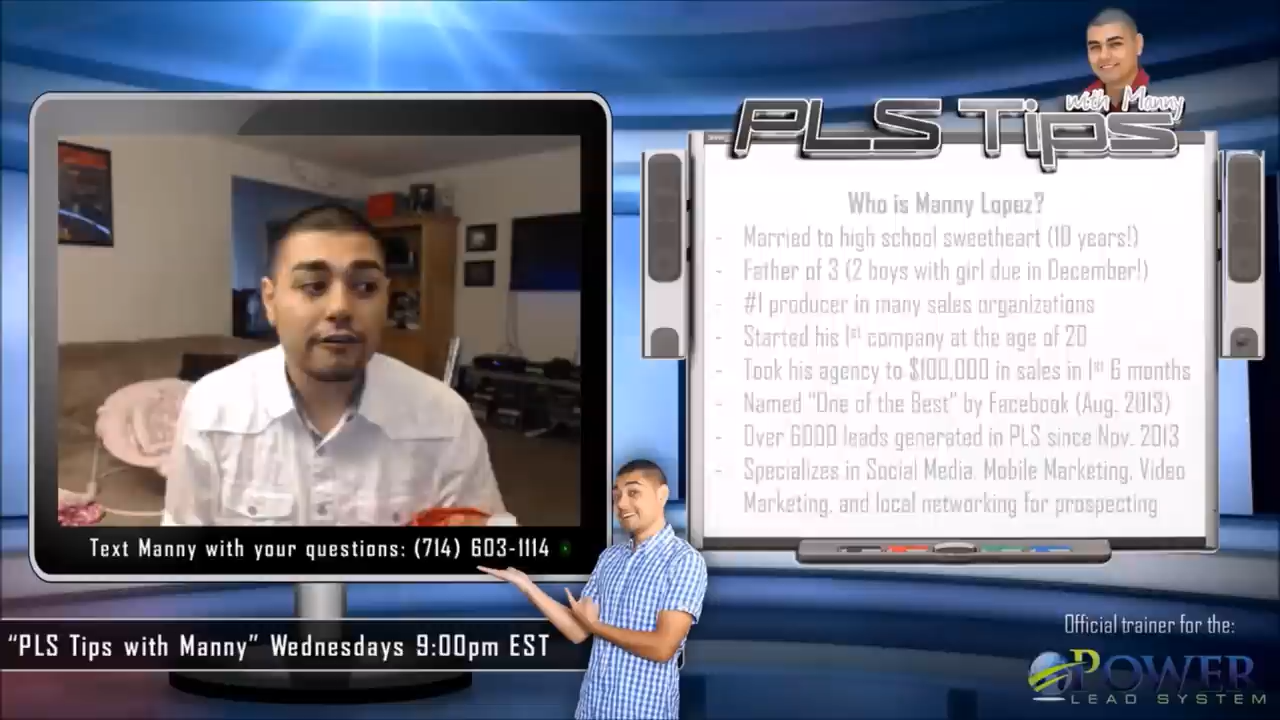 PLS Tips
with Manny
Who is Manny Lopez?
- Married to high school sweetheart (10 years!)
- Father of 3 (2 boys with girl due in December!)
- #1 producer in many sales organizations
- Started his 1st company at the age of 20
- Took his agency to $100,000 in sales in 1st 6 months
- Named "One of the Best" by Facebook (Aug. 2013)
- Over 6000 leads generated in PLS since Nov. 2013
- Specializes in Social Media, Mobile Marketing, Video
Marketing, and local networking for prospecting
Text Manny with your questions: (714) 603-1114
“PLS Tips with Manny” Wednesdays 9:00pm EST
Official trainer for the:
POWER
LEAD SYSTEM